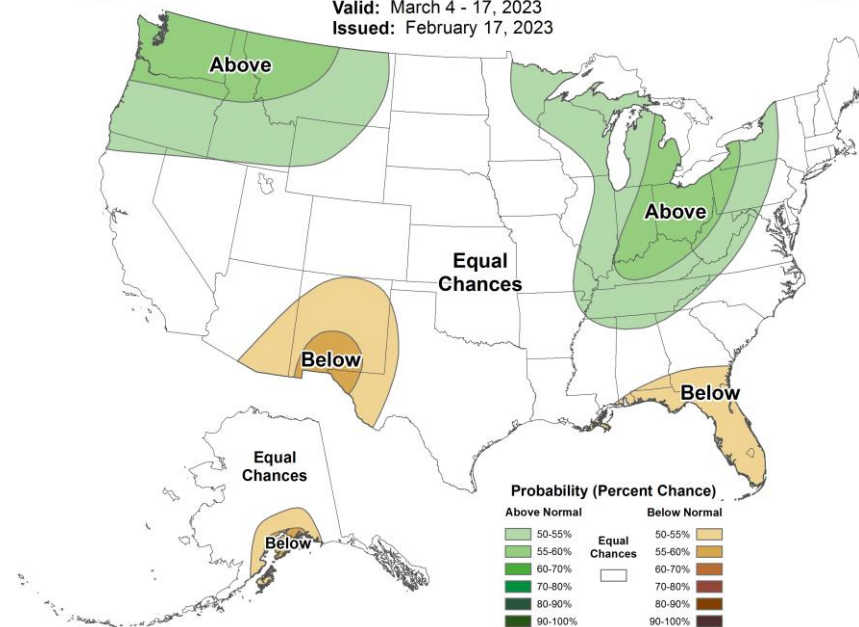 Valid: March 4 - 17, 2023
Issued: February 17, 2023
Above
Above
Equal
Chances
Below
Below
Equal
Chances
Below
Probability (Percent Chance)
Above Normal
Below Normal
50-55%
55-60%
60-70%
70-80%
80-90%
90-100%
Equal
Chances
50-55%
55-60%
60-70%
70-80%
80-90%
90-100%